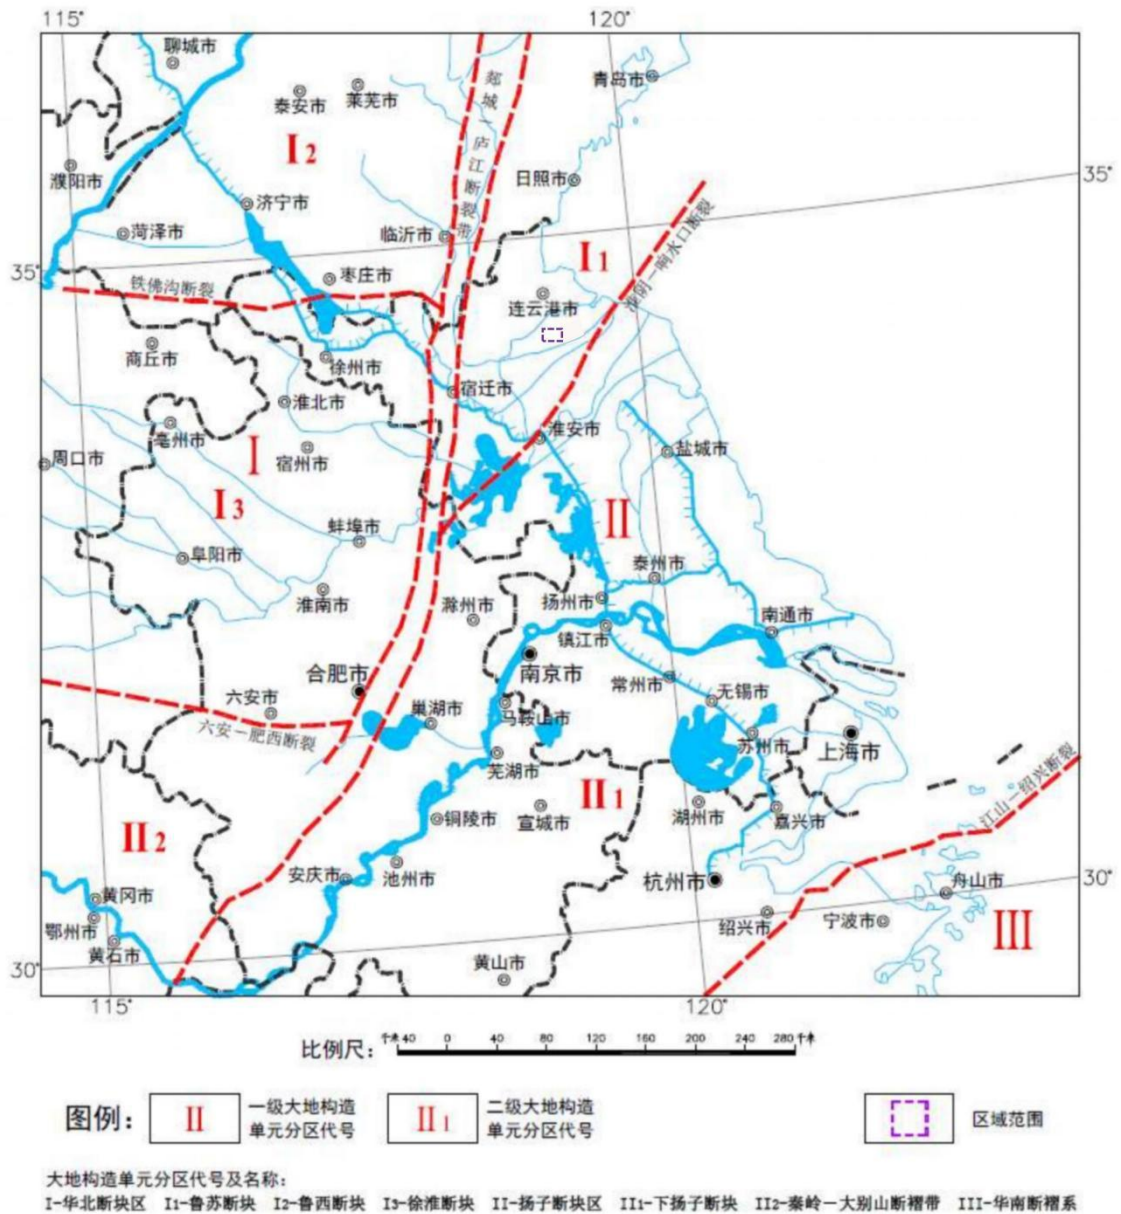 115° 120°
聊城市
青岛市
泰安市 莱芜市
郯城—庐江断裂带
I2
濮阳市
日照市
35°
济宁市
菏泽市
临沂市
I1
35°
枣庄市
铁佛沟断裂
淮阴—响水口断裂
连云港市
商丘市
徐州市
宿迁市
淮北市
亳州市
淮安市
盐城市
周口市
I
宿州市
I3
II
蚌埠市
阜阳市
泰州市
淮南市
滁州市
扬州市
南通市
镇江市
合肥市
南京市
常州市
六安市
无锡市
巢湖市
马鞍山市
六安—肥西断裂
苏州市
上海市
芜湖市
II1
江山—绍兴断裂
铜陵市
宣城市
湖州市
嘉兴市
II2
安庆市
池州市
杭州市
30°
舟山市
黄冈市
鄂州市
绍兴市
宁波市
III
黄石市
黄山市
30°
115° 120°
比例尺: 千米40 0 40 80 120 160 200 240 280千米
图例: II 一级大地构造单元分区代号 II1 二级大地构造单元分区代号 区域范围
大地构造单元分区代号及名称:
I-华北断块区 I1-鲁苏断块 I2-鲁西断块 I3-徐淮断块 II-扬子断块区 II1-下扬子断块 II2-秦岭—大别山断褶带 III-华南断褶系